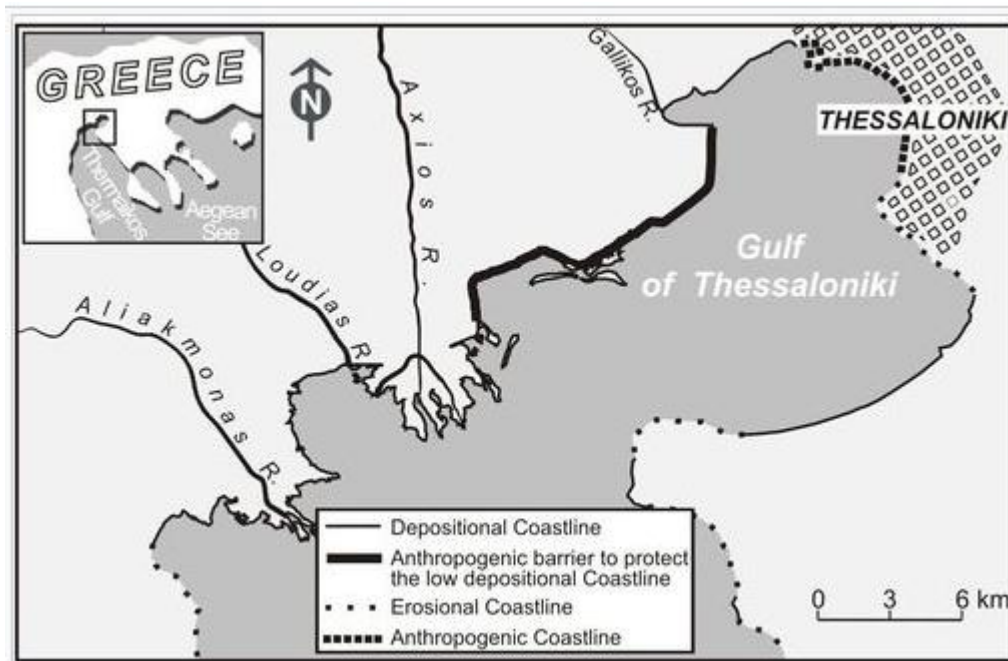 GREECE
Thermaikos
Gulf
Aegean
See
N
Axios R.
Gallikos R.
THESSALONIKI
Loudias R.
Gulf
of Thessaloniki
Aliakmonas R.
Depositional Coastline
Anthropogenic barrier to protect
the low depositional Coastline
Erosional Coastline
Anthropogenic Coastline
0 3 6 km